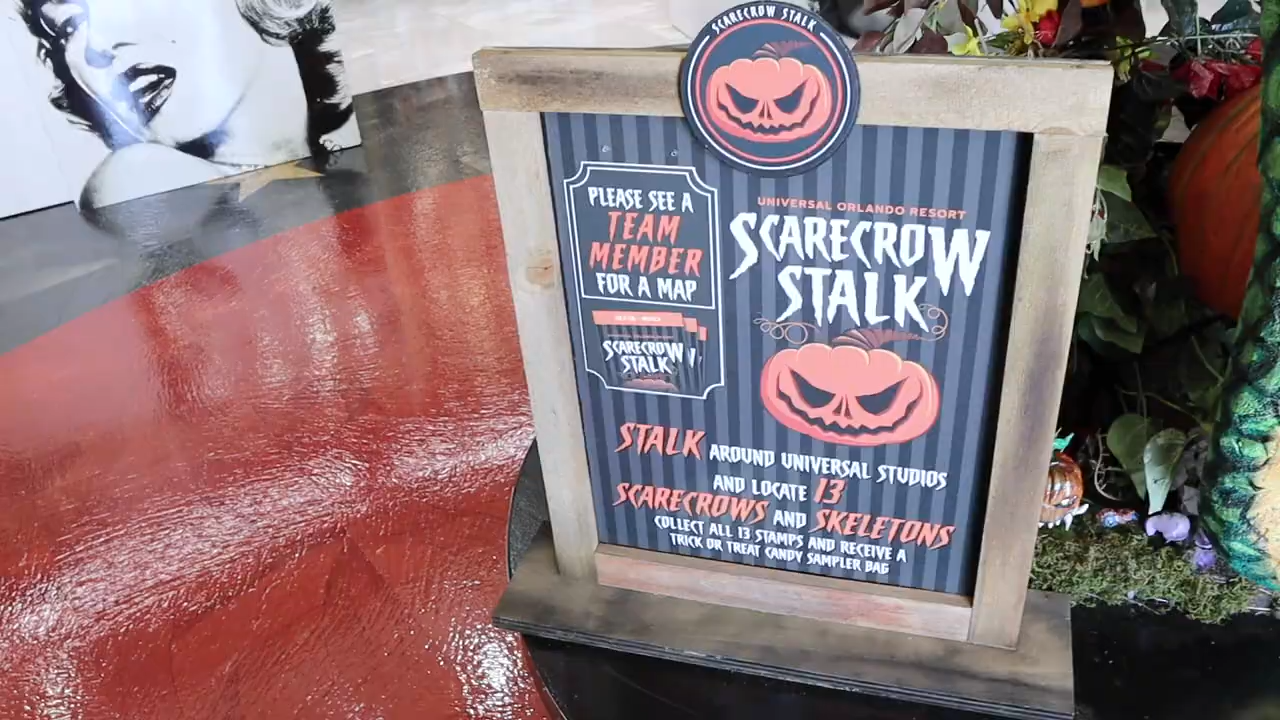 SCARECROW STALK
PLEASE SEE A
TEAM
MEMBER
FOR A MAP
SCARECROW
STALK
UNIVERSAL ORLANDO RESORT
SCARECROW
STALK
STALK AROUND UNIVERSAL STUDIOS
AND LOCATE 13
SCARECROWS AND SKELETONS
COLLECT ALL 13 STAMPS AND RECEIVE A
TRICK OR TREAT CANDY SAMPLER BAG